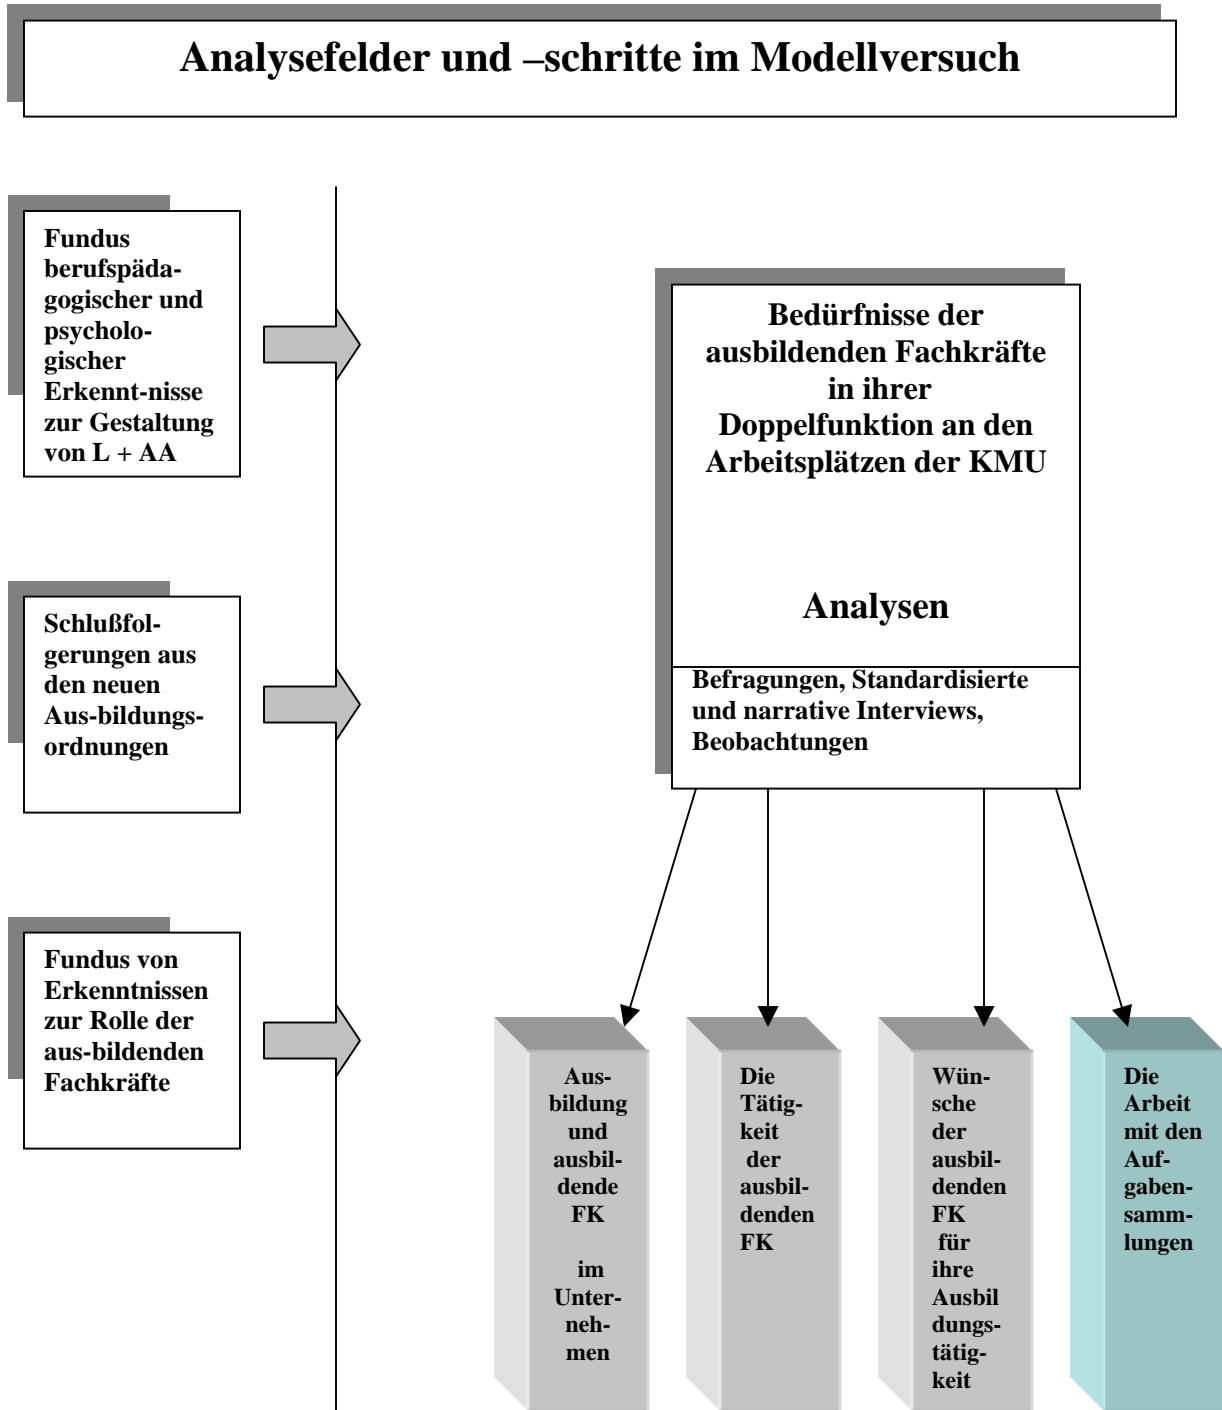 Analysefelder und –schritte im Modellversuch
Fundus
berufspäda-
gogischer und
psycholo-
gischer
Erkennt-nisse
zur Gestaltung
von L + AA
Schlußfol-
gerungen aus
den neuen
Aus-bildungs-
ordnungen
Fundus von
Erkenntnissen
zur Rolle der
aus-bildenden
Fachkräfte
Bedürfnisse der
ausbildenden Fachkräfte
in ihrer
Doppelfunktion an den
Arbeitsplätzen der KMU
Analysen
Befragungen, Standardisierte
und narrative Interviews,
Beobachtungen
Aus-
bildung
und
ausbil-
dende
FK
im
Unter-
neh-
men
Die
Tätig-
keit
der
ausbil-
denden
FK
Wün-
sche
der
ausbil-
denden
FK
für
ihre
Ausbil
dungs-
tätig-
keit
Die
Arbeit
mit den
Auf-
gaben-
samm-
lungen